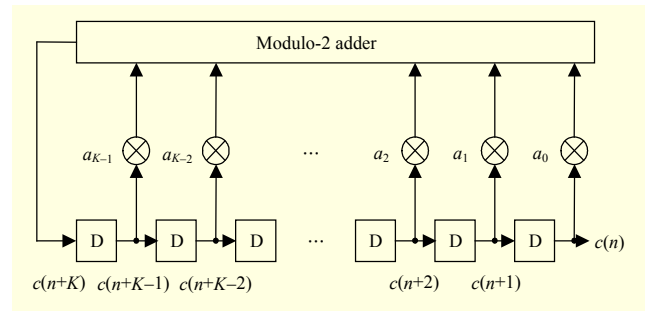 Modulo-2 adder
a_{K–1} a_{K–2} ... a_2 a_1 a_0
D D D ... D D D c(n)
c(n+K) c(n+K–1) c(n+K–2) c(n+2) c(n+1)